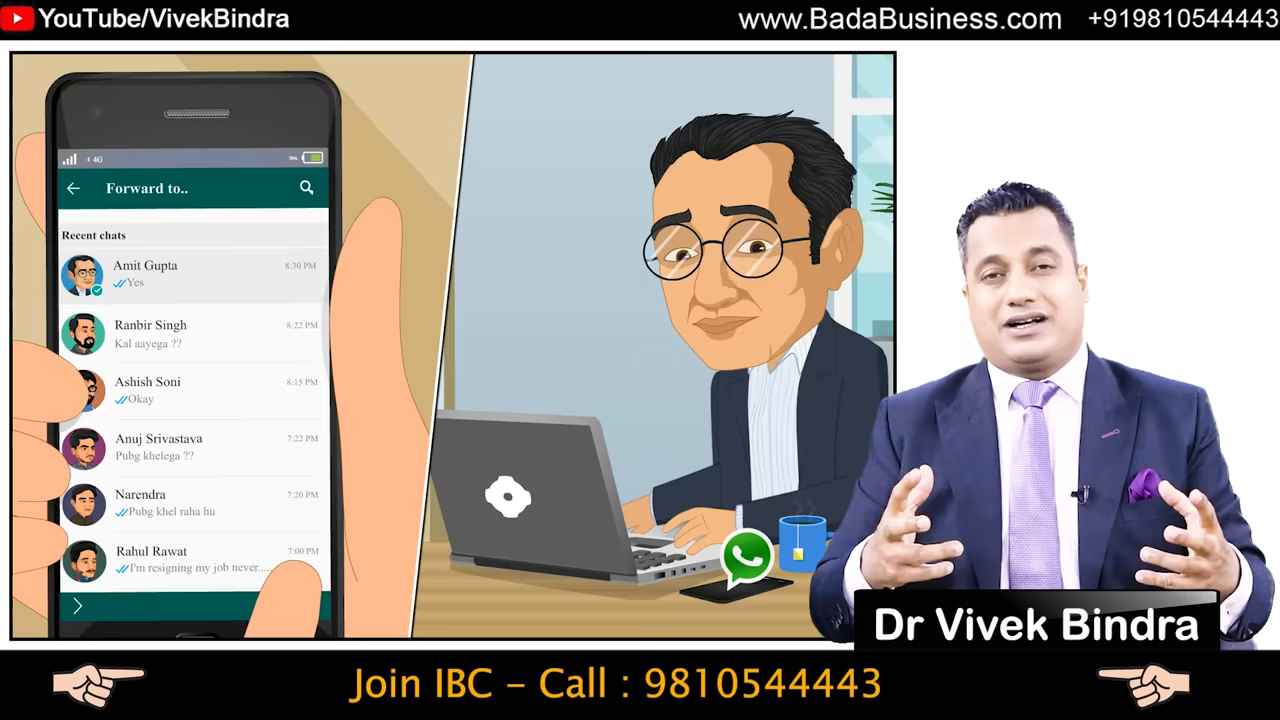 YouTube/VivekBindra
www.BadaBusiness.com
+919810544443
4G
Forward to..
Recent chats
Amit Gupta
8:30 PM
Yes
Ranbir Singh
8:22 PM
Kal aayega ??
Ashish Soni
8:15 PM
Okay
Anuj Srivastava
7:22 PM
Pubg khelega ??
Narendra
7:20 PM
Pubg khel raha hu
Rahul Rawat
7:00 PM
I'm resigning my job never.....
Dr Vivek Bindra
Join IBC – Call : 9810544443